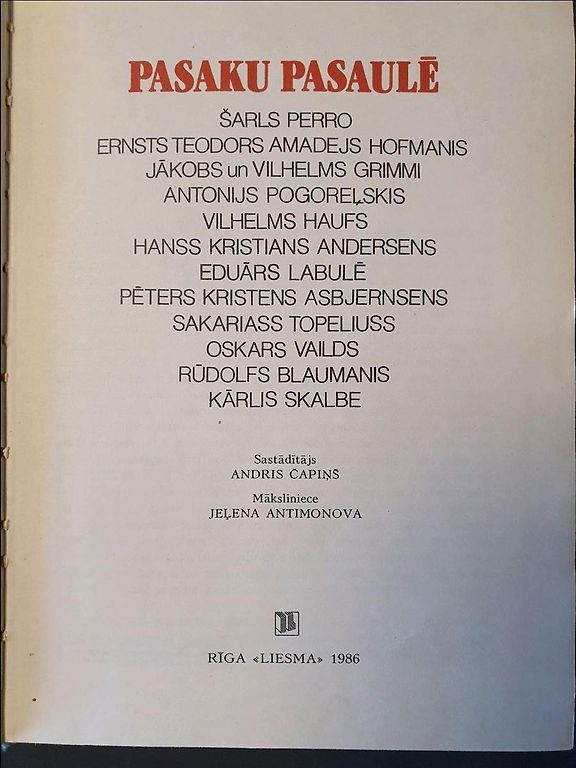 PASAKU PASAULĒ
ŠARLS PERRO
ERNSTS TEODORS AMADEJS HOFMANIS
JĀKOBS un VILHELMS GRIMMI
ANTONIJS POGOREĻSKIS
VILHELMS HAUFS
HANSS KRISTIANS ANDERSENS
EDUĀRS LABULĒ
PĒTERS KRISTENS ASBJERNSENS
SAKARIASS TOPELIUSS
OSKARS VAILDS
RŪDOLFS BLAUMANIS
KĀRLIS SKALBE
Sastādītājs
ANDRIS ČAPIŅŠ
Māksliniece
JEĻENA ANTIMONOVA
RĪGA «LIESMA» 1986